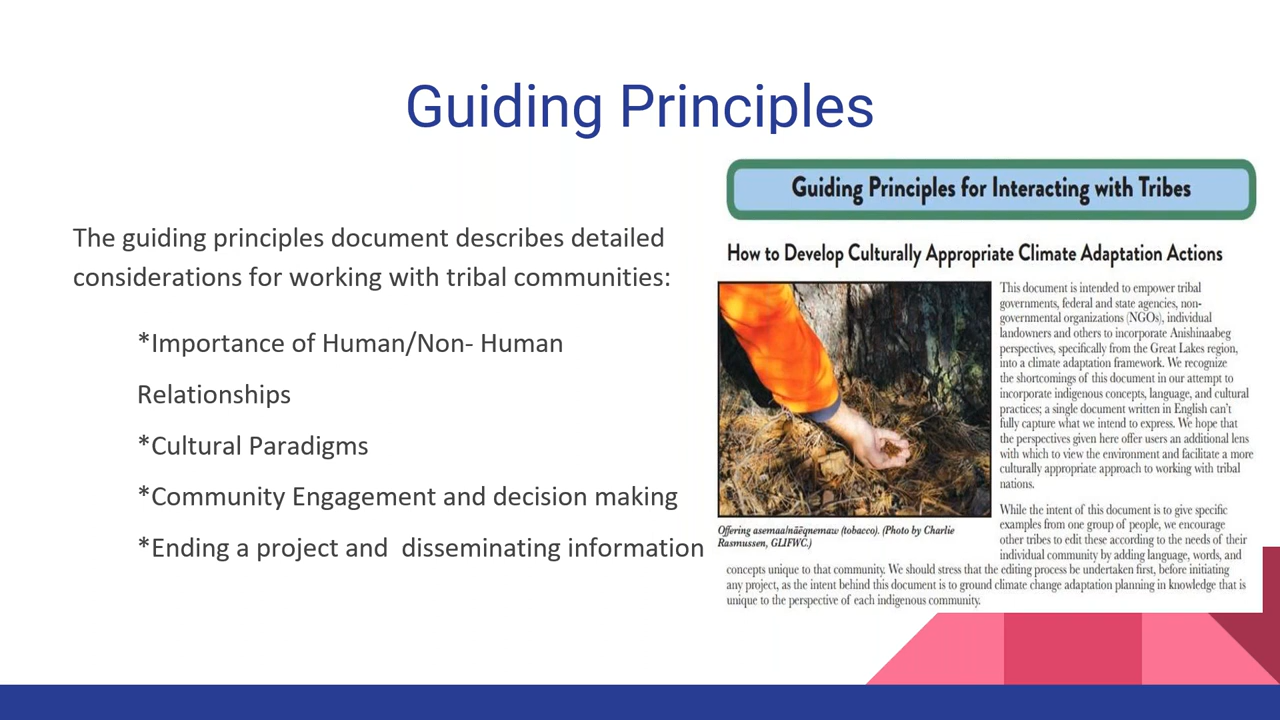 Guiding Principles
The guiding principles document describes detailed
considerations for working with tribal communities:
*Importance of Human/Non- Human
Relationships
*Cultural Paradigms
*Community Engagement and decision making
*Ending a project and  disseminating information
Guiding Principles for Interacting with Tribes
How to Develop Culturally Appropriate Climate Adaptation Actions
This document is intended to empower tribal
governments, federal and state agencies, non-
governmental organizations (NGOs), individual
landowners and others to incorporate Anishinaabeg
perspectives, specifically from the Great Lakes region,
into a climate adaptation framework. We recognize
the shortcomings of this document in our attempt to
incorporate indigenous concepts, language, and cultural
practices; a single document written in English can't
fully capture what we intend to express. We hope that
the perspectives given here offer users an additional lens
with which to view the environment and facilitate a more
culturally appropriate approach to working with tribal
nations.
Offering asemaa/nāēqnemaw (tobacco). (Photo by Charlie
Rasmussen, GLIFWC.)
While the intent of this document is to give specific
examples from one group of people, we encourage
other tribes to edit these according to the needs of their
individual community by adding language, words, and
concepts unique to that community. We should stress that the editing process be undertaken first, before initiating
any project, as the intent behind this document is to ground climate change adaptation planning in knowledge that is
unique to the perspective of each indigenous community.